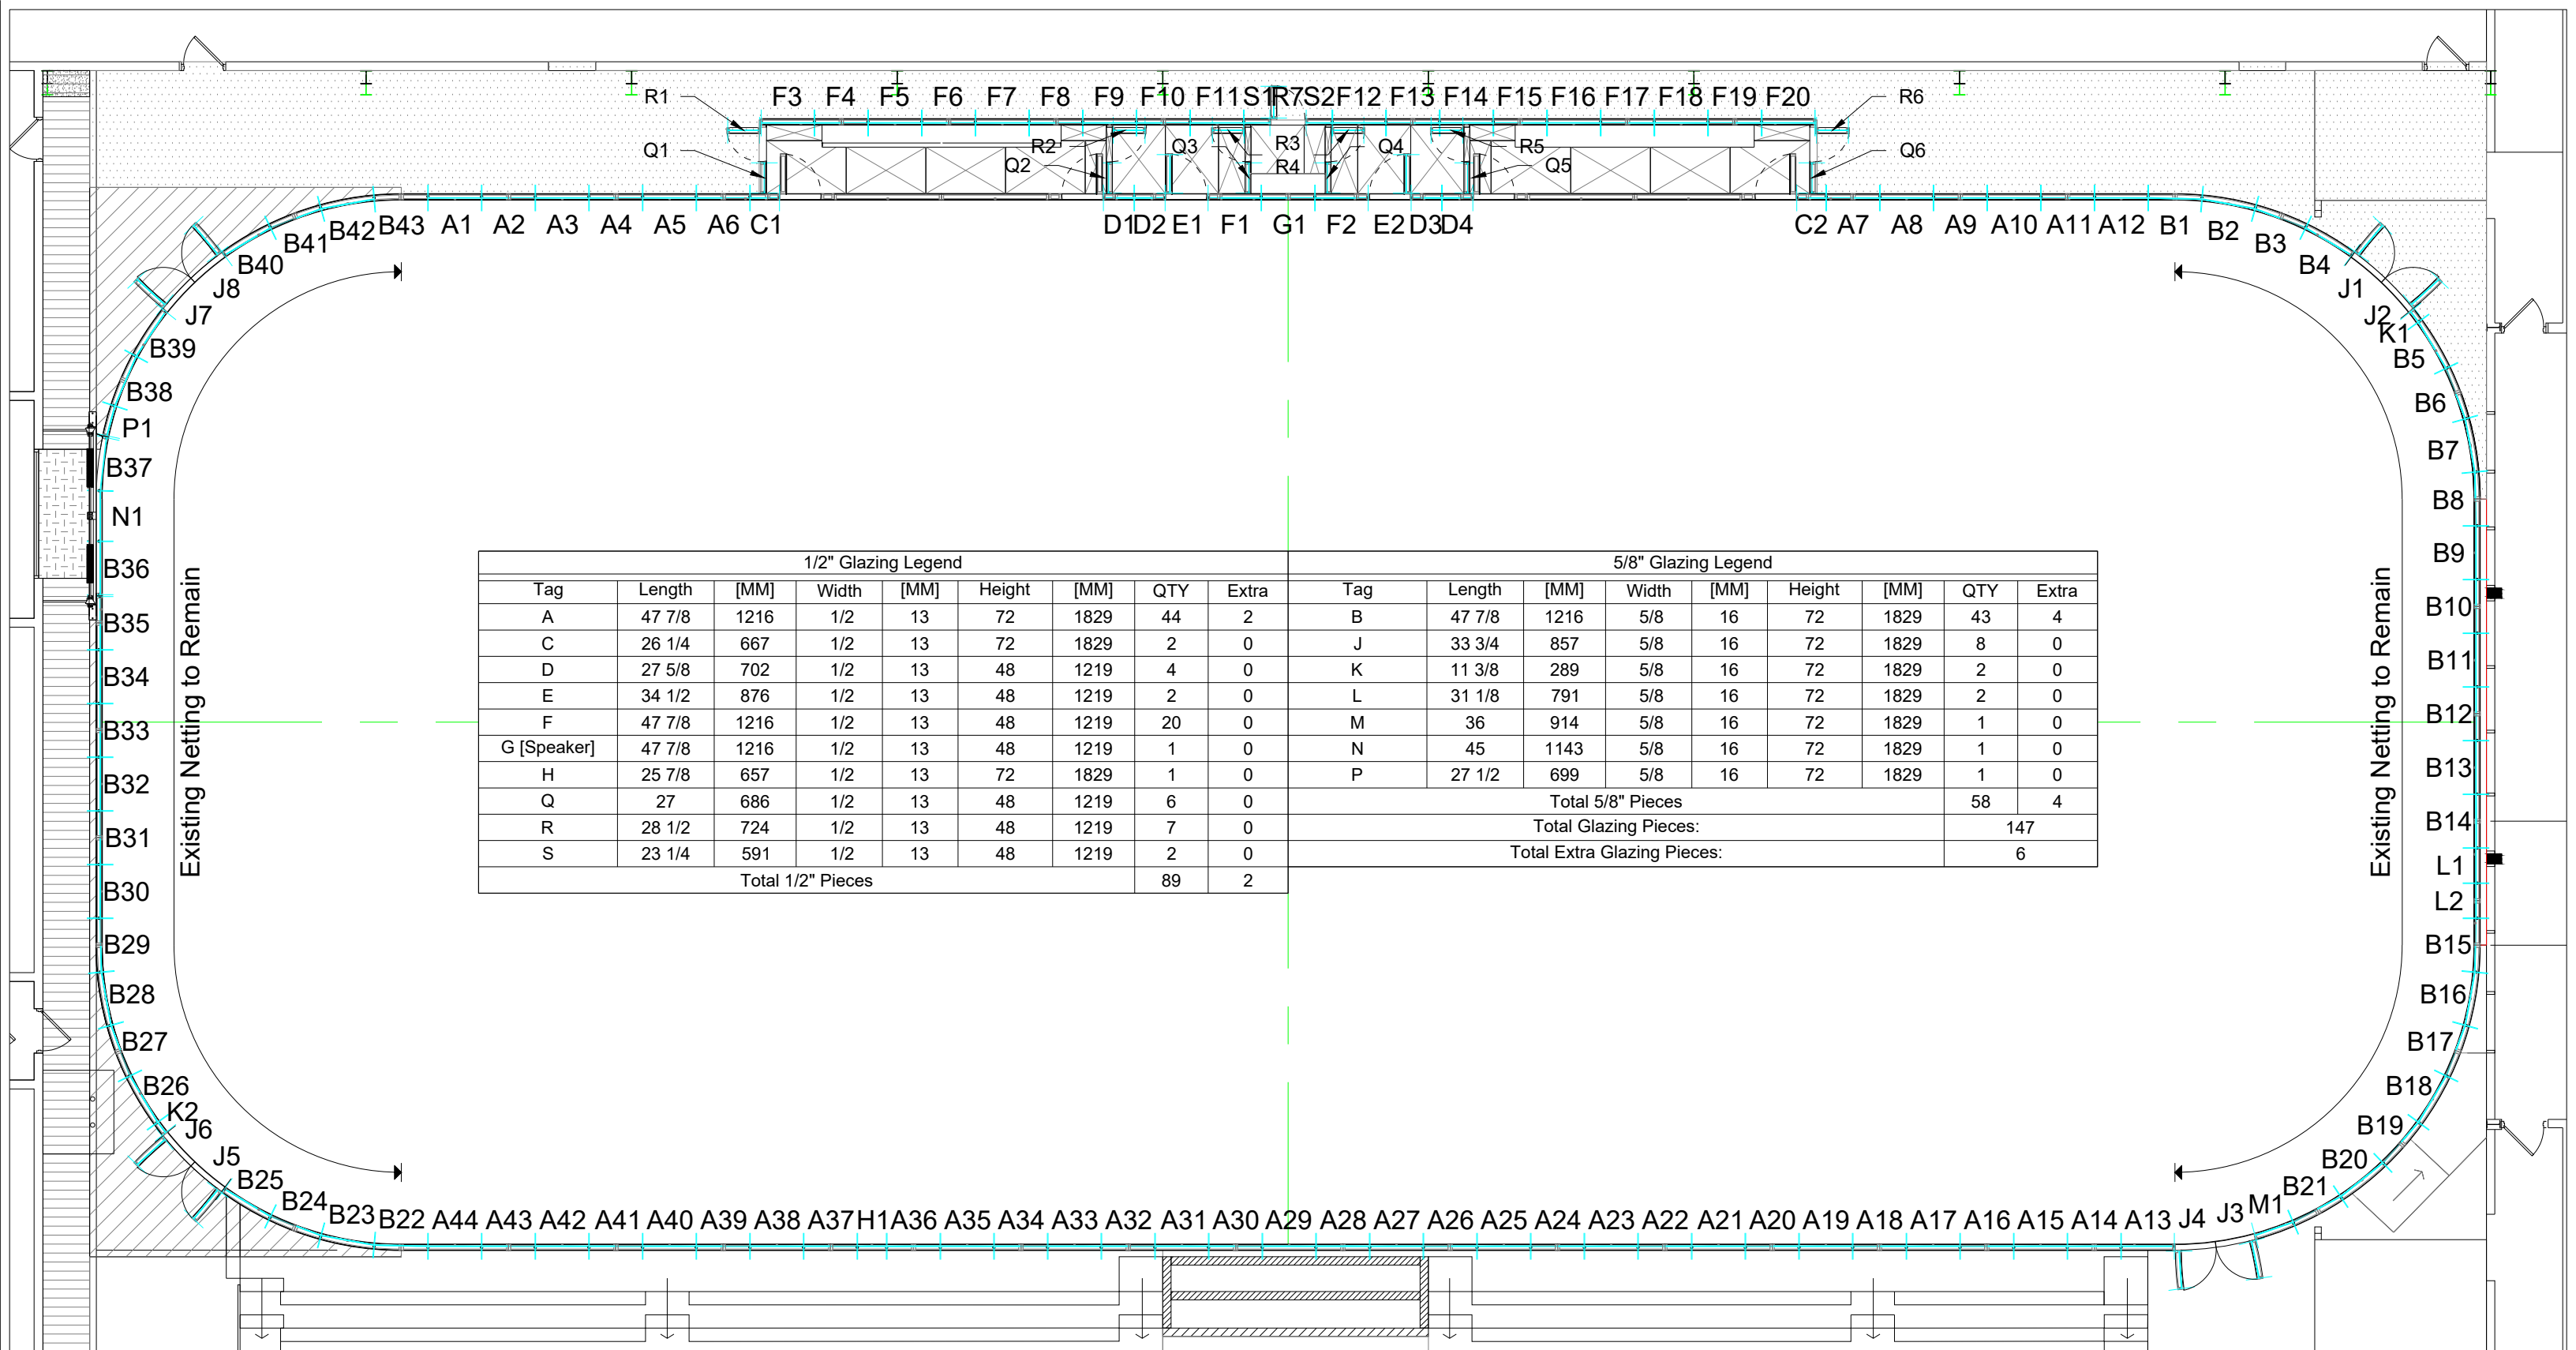 R1
F3 F4 F5 F6 F7 F8 F9 F10 F11 S1 R7 S2 F12 F13 F14 F15 F16 F17 F18 F19 F20
R6
Q1
R2
Q3
R3
Q4
R5
Q6
Q2
R4
Q5
B40 B41 B42 B43 A1 A2 A3 A4 A5 A6 C1 D1 D2 E1 F1 G1 F2 E2 D3 D4 C2 A7 A8 A9 A10 A11 A12 B1 B2 B3 B4
J8
J7
B39
B38
P1
B37
N1
B36
B35
B34
B33
B32
B31
B30
B29
B28
B27
B26
K2
J6
J5
B25
Existing Netting to Remain
1/2" Glazing Legend
Tag Length [MM] Width [MM] Height [MM] QTY Extra
A 47 7/8 1216 1/2 13 72 1829 44 2
C 26 1/4 667 1/2 13 72 1829 2 0
D 27 5/8 702 1/2 13 48 1219 4 0
E 34 1/2 876 1/2 13 48 1219 2 0
F 47 7/8 1216 1/2 13 48 1219 20 0
G [Speaker] 47 7/8 1216 1/2 13 48 1219 1 0
H 25 7/8 657 1/2 13 72 1829 1 0
Q 27 686 1/2 13 48 1219 6 0
R 28 1/2 724 1/2 13 48 1219 7 0
S 23 1/4 591 1/2 13 48 1219 2 0
Total 1/2" Pieces 89 2
5/8" Glazing Legend
Tag Length [MM] Width [MM] Height [MM] QTY Extra
B 47 7/8 1216 5/8 16 72 1829 43 4
J 33 3/4 857 5/8 16 72 1829 8 0
K 11 3/8 289 5/8 16 72 1829 2 0
L 31 1/8 791 5/8 16 72 1829 2 0
M 36 914 5/8 16 72 1829 1 0
N 45 1143 5/8 16 72 1829 1 0
P 27 1/2 699 5/8 16 72 1829 1 0
Total 5/8" Pieces 58 4
Total Glazing Pieces: 147
Total Extra Glazing Pieces: 6
Existing Netting to Remain
J1
J2
K1
B5
B6
B7
B8
B9
B10
B11
B12
B13
B14
L1
L2
B15
B16
B17
B18
B19
B20
B21
B24 B23 B22 A44 A43 A42 A41 A40 A39 A38 A37 H1 A36 A35 A34 A33 A32 A31 A30 A29 A28 A27 A26 A25 A24 A23 A22 A21 A20 A19 A18 A17 A16 A15 A14 A13 J4 J3 M1